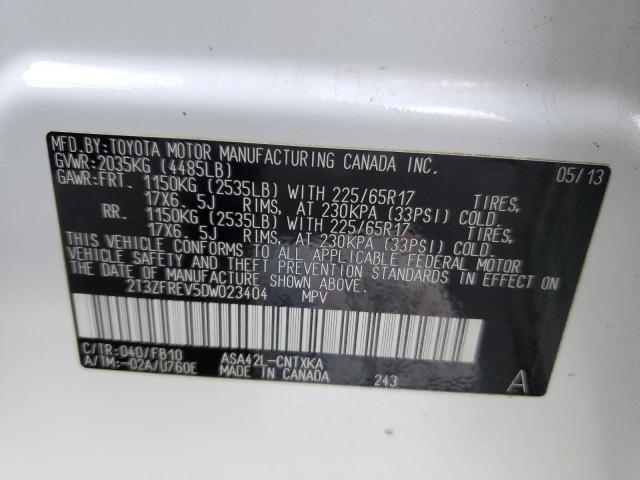 MFD.BY:TOYOTA MOTOR MANUFACTURING CANADA INC. 05/13
GVWR:2035KG (4485LB)
GAWR:FRT. 1150KG (2535LB) WITH 225/65R17 TIRES,
17X6. 5J RIMS, AT 230KPA (33PSI) COLD.
RR. 1150KG (2535LB) WITH 225/65R17 TIRES,
17X6. 5J RIMS, AT 230KPA (33PSI) COLD.
THIS VEHICLE CONFORMS TO ALL APPLICABLE FEDERAL MOTOR
VEHICLE SAFETY AND THEFT PREVENTION STANDARDS IN EFFECT ON
THE DATE OF MANUFACTURE SHOWN ABOVE.
2T3ZFREV5DW023404 MPV
C/TR:040/FB10 ASA42L-CNTXKA
A/TM:-02A/U760E MADE IN CANADA 243 A